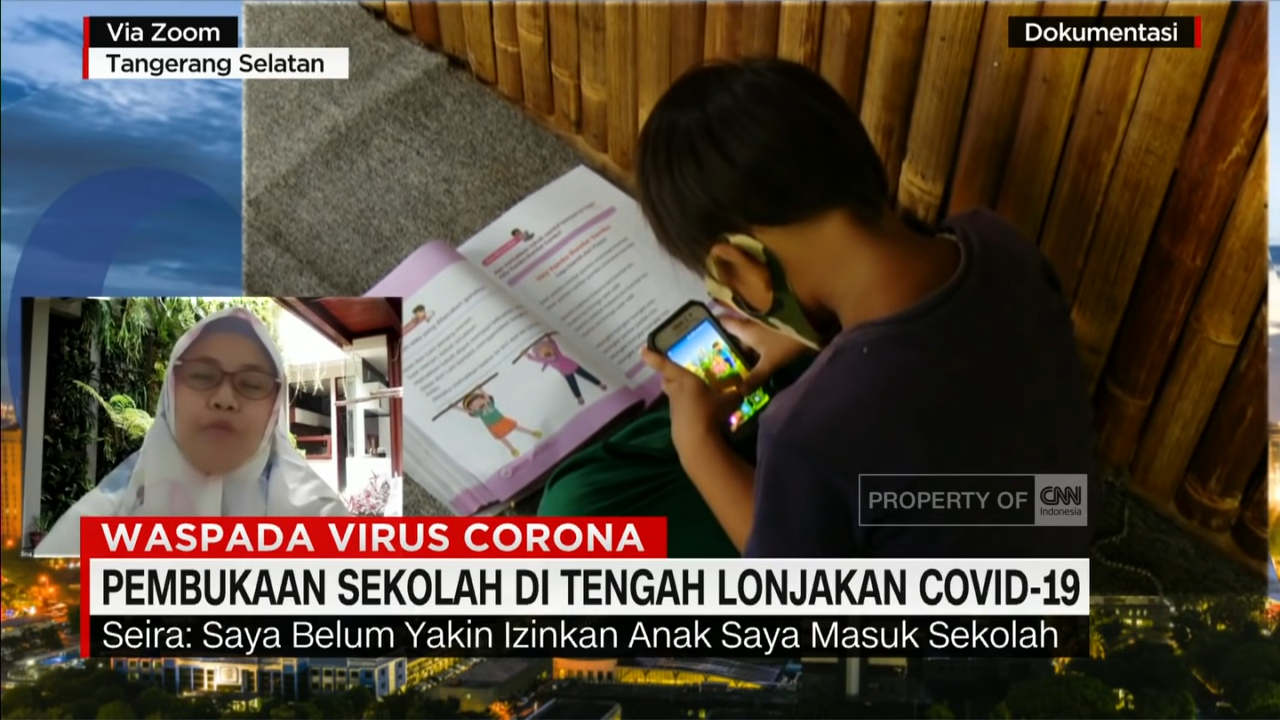 Via Zoom
Tangerang Selatan
Dokumentasi
PROPERTY OF CNN Indonesia
WASPADA VIRUS CORONA
PEMBUKAAN SEKOLAH DI TENGAH LONJAKAN COVID-19
Seira: Saya Belum Yakin Izinkan Anak Saya Masuk Sekolah